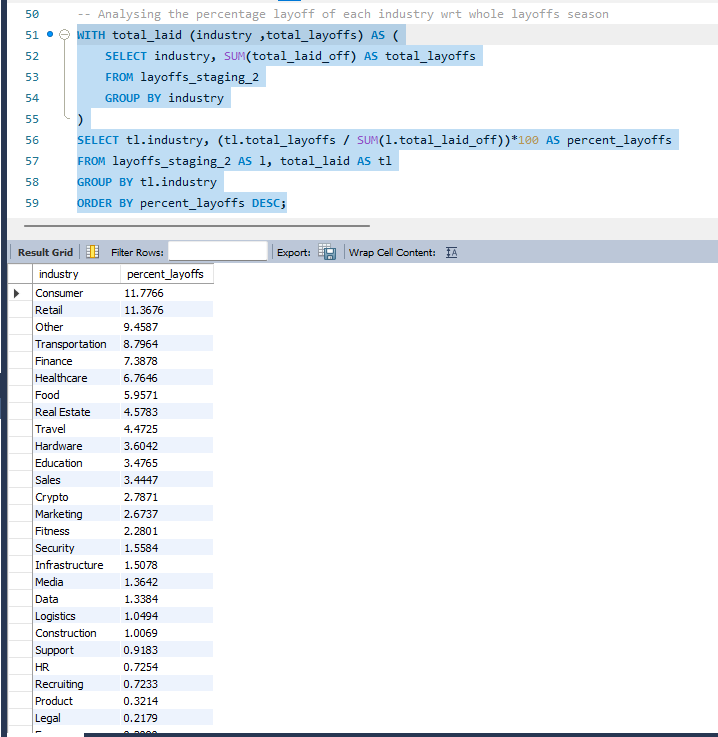 50 -- Analysing the percentage layoff of each industry wrt whole layoffs season
51 WITH total_laid (industry ,total_layoffs) AS (
52 SELECT industry, SUM(total_laid_off) AS total_layoffs
53 FROM layoffs_staging_2
54 GROUP BY industry
55 )
56 SELECT tl.industry, (tl.total_layoffs / SUM(l.total_laid_off))*100 AS percent_layoffs
57 FROM layoffs_staging_2 AS l, total_laid AS tl
58 GROUP BY tl.industry
59 ORDER BY percent_layoffs DESC;
Result Grid Filter Rows: Export: Wrap Cell Content: IA
industry percent_layoffs
Consumer 11.7766
Retail 11.3676
Other 9.4587
Transportation 8.7964
Finance 7.3878
Healthcare 6.7646
Food 5.9571
Real Estate 4.5783
Travel 4.4725
Hardware 3.6042
Education 3.4765
Sales 3.4447
Crypto 2.7871
Marketing 2.6737
Fitness 2.2801
Security 1.5584
Infrastructure 1.5078
Media 1.3642
Data 1.3384
Logistics 1.0494
Construction 1.0069
Support 0.9183
HR 0.7254
Recruiting 0.7233
Product 0.3214
Legal 0.2179